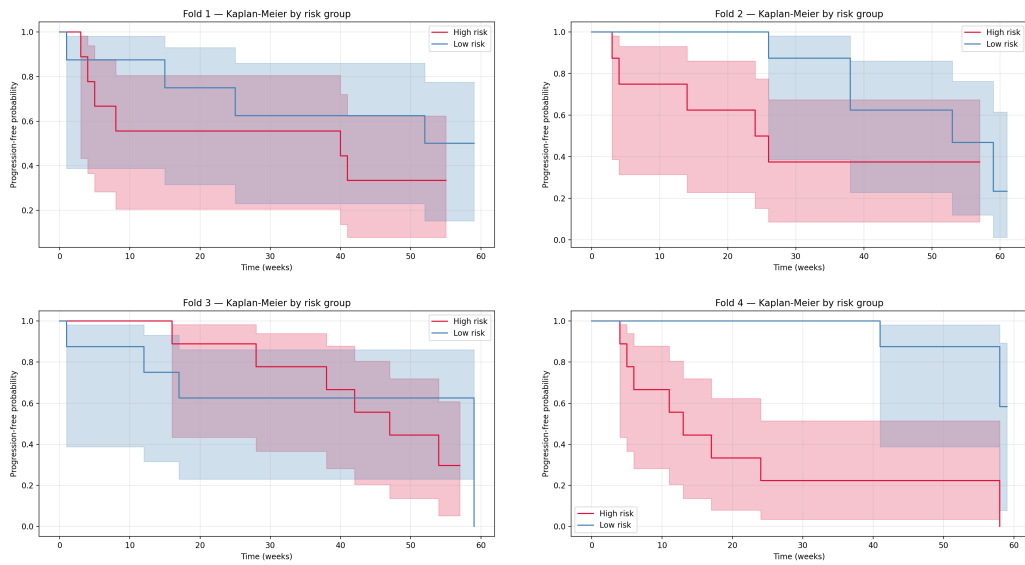 Fold 1 — Kaplan-Meier by risk group
High risk
Low risk
1.0
0.8
0.6
0.4
0.2
Progression-free probability
0 10 20 30 40 50 60
Time (weeks)
Fold 2 — Kaplan-Meier by risk group
High risk
Low risk
1.0
0.8
0.6
0.4
0.2
0.0
Progression-free probability
0 10 20 30 40 50 60
Time (weeks)
Fold 3 — Kaplan-Meier by risk group
High risk
Low risk
1.0
0.8
0.6
0.4
0.2
0.0
Progression-free probability
0 10 20 30 40 50 60
Time (weeks)
Fold 4 — Kaplan-Meier by risk group
1.0
0.8
0.6
0.4
0.2
0.0
Progression-free probability
High risk
Low risk
0 10 20 30 40 50 60
Time (weeks)